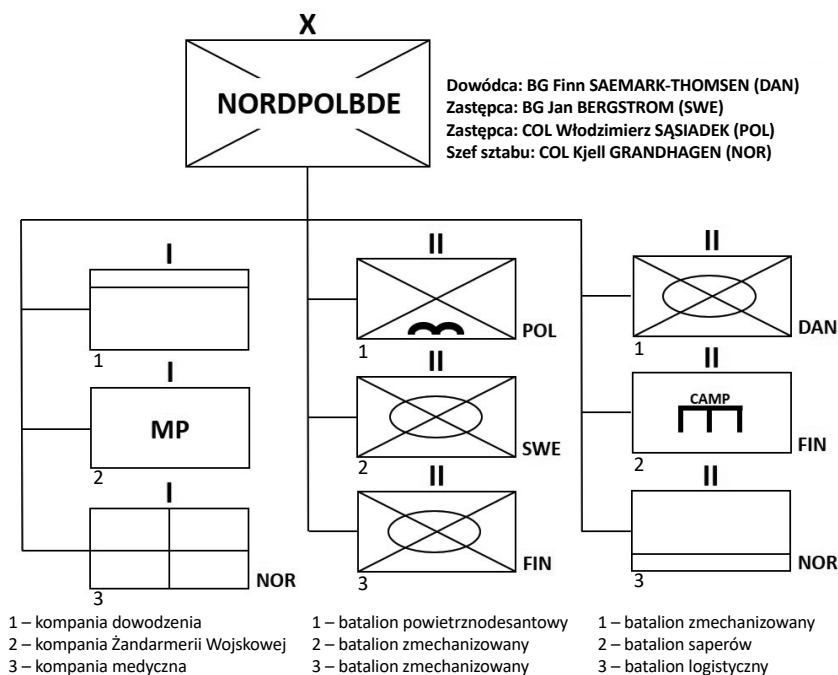 X
NORDPOLBDE
Dowódca: BG Finn SAEMARK-THOMSEN (DAN)
Zastępca: BG Jan BERGSTROM (SWE)
Zastępca: COL Włodzimierz SĄSIADEK (POL)
Szef sztabu: COL Kjell GRANDHAGEN (NOR)
I
1
I
MP
2
I
NOR
3
II
POL
1
II
SWE
2
II
FIN
3
II
DAN
1
II
CAMP
FIN
2
II
NOR
3
1 – kompania dowodzenia
2 – kompania Żandarmerii Wojskowej
3 – kompania medyczna
1 – batalion powietrznodesantowy
2 – batalion zmechanizowany
3 – batalion zmechanizowany
1 – batalion zmechanizowany
2 – batalion saperów
3 – batalion logistyczny